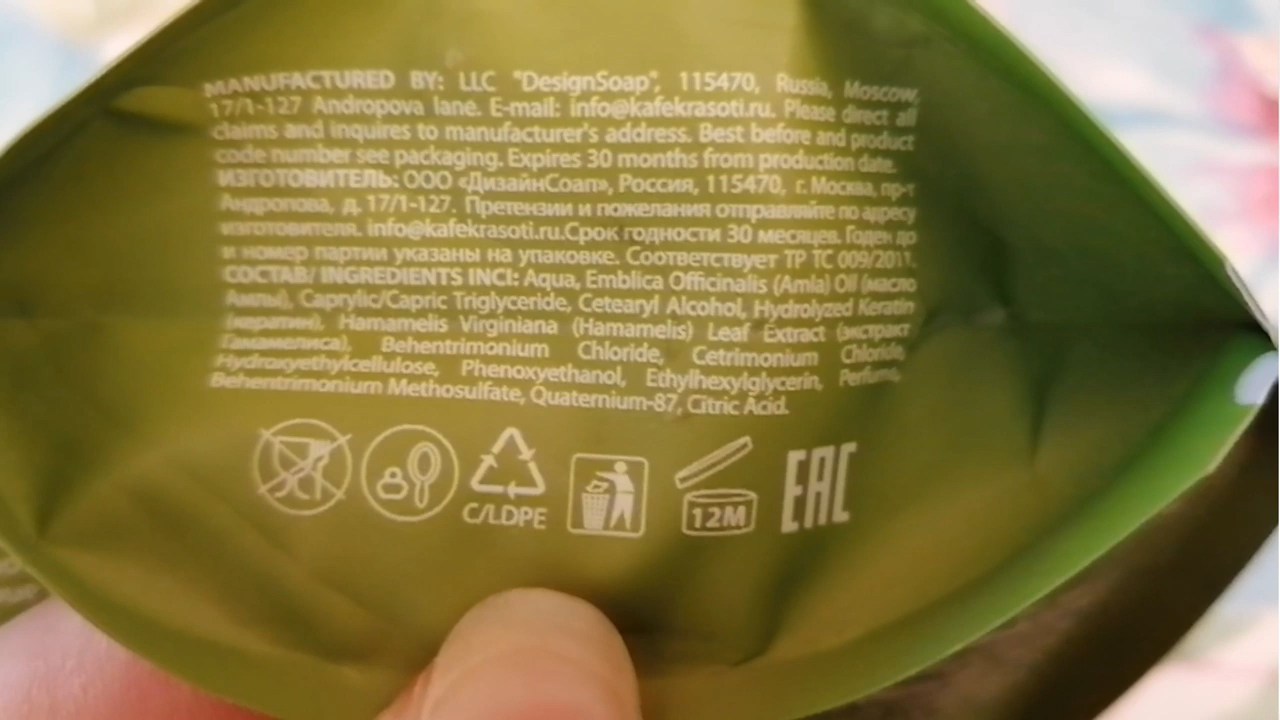 MANUFACTURED BY: LLC "DesignSoap", 115470, Russia, Moscow,
17/1-127 Andropova lane. E-mail: info@kafekrasoti.ru. Please direct all
claims and inquires to manufacturer's address. Best before and product
code number see packaging. Expires 30 months from production date.
ИЗГОТОВИТЕЛЬ: ООО «ДизайнСоап», Россия, 115470, г. Москва, пр-т
Андропова, д. 17/1-127. Претензии и пожелания отправляйте по адресу
изготовителя. info@kafekrasoti.ru.Срок годности 30 месяцев. Годен до
и номер партии указаны на упаковке. Соответствует ТР ТС 009/2011.
СОСТАВ/ INGREDIENTS INCI: Aqua, Emblica Officinalis (Amla) Oil (масло
Амлы), Caprylic/Capric Triglyceride, Cetearyl Alcohol, Hydrolyzed Keratin
(кератин), Hamamelis Virginiana (Hamamelis) Leaf Extract (экстракт
Гамамелиса), Behentrimonium Chloride, Cetrimonium Chloride,
Hydroxyethylcellulose, Phenoxyethanol, Ethylhexylglycerin, Perfume,
Behentrimonium Methosulfate, Quaternium-87, Citric Acid.
C/LDPE
12M
EAC